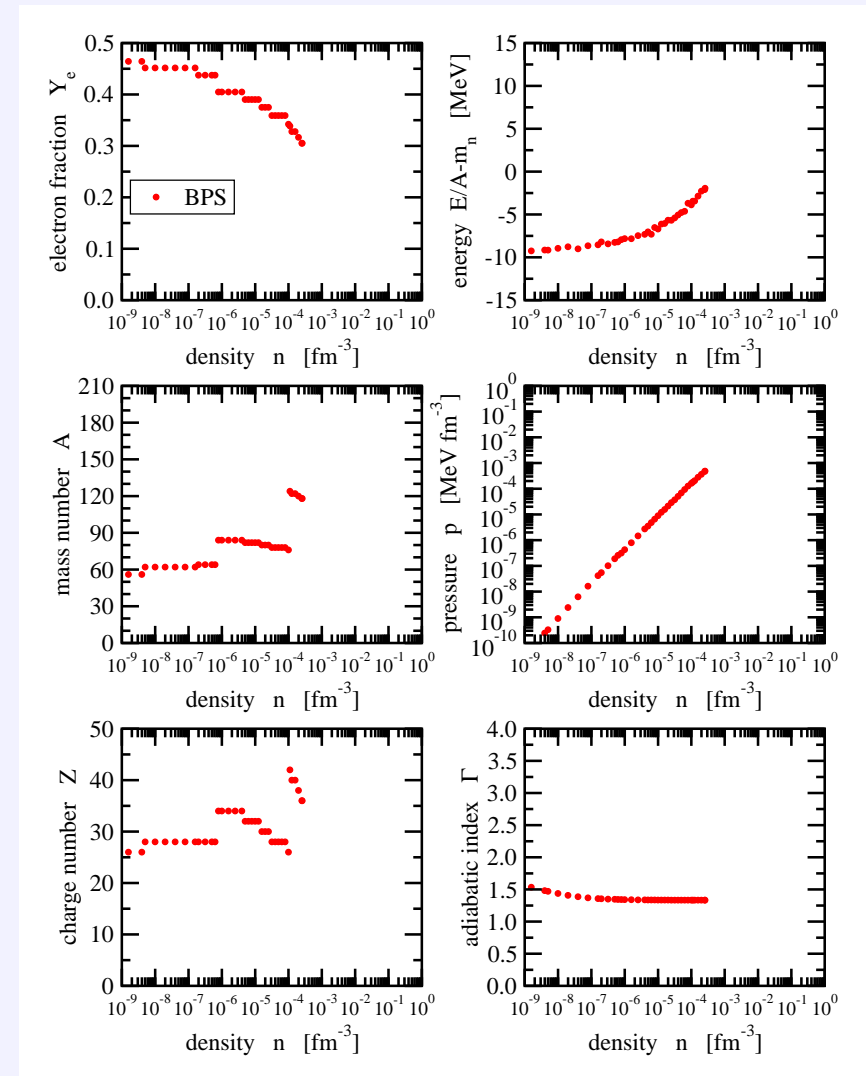 electron fraction Y_e
0.5
0.4
0.3
0.2
0.1
0.0
BPS
10^-9 10^-8 10^-7 10^-6 10^-5 10^-4 10^-3 10^-2 10^-1 10^0
density n [fm^-3]
energy E/A-m_n [MeV]
15
10
5
0
-5
-10
-15
10^-9 10^-8 10^-7 10^-6 10^-5 10^-4 10^-3 10^-2 10^-1 10^0
density n [fm^-3]
mass number A
210
180
150
120
90
60
30
0
10^-9 10^-8 10^-7 10^-6 10^-5 10^-4 10^-3 10^-2 10^-1 10^0
density n [fm^-3]
pressure p [MeV fm^-3]
10^0
10^-1
10^-2
10^-3
10^-4
10^-5
10^-6
10^-7
10^-8
10^-9
10^-10
10^-9 10^-8 10^-7 10^-6 10^-5 10^-4 10^-3 10^-2 10^-1 10^0
density n [fm^-3]
charge number Z
50
40
30
20
10
0
10^-9 10^-8 10^-7 10^-6 10^-5 10^-4 10^-3 10^-2 10^-1 10^0
density n [fm^-3]
adiabatic index Γ
4.0
3.5
3.0
2.5
2.0
1.5
1.0
0.5
0.0
10^-9 10^-8 10^-7 10^-6 10^-5 10^-4 10^-3 10^-2 10^-1 10^0
density n [fm^-3]